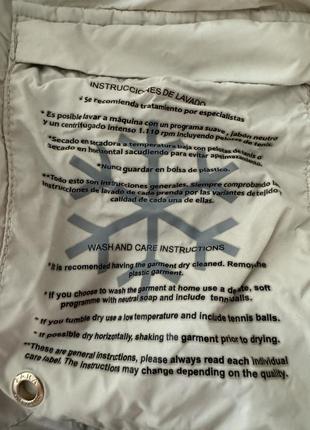 INSTRUCCIONES DE LAVADO
* Se recomienda tratamiento por especialistas
* Es posible lavar a máquina con un programa suave, jabón neutro
y un centrifugado intenso 1.110 rpm incluyendo pelotas de tenis.
*Secado en secadora a temperatura baja con pelotas de tenis o
secado en horizontal sacudiendo para evitar apelmazamiento.
*Nunca guardar en bolsa de plastico.
**Todo esto son instrucciones generales. Siempre comprobando las
instrucciones de lavado de cada prenda por las variantes de tejido,
calidad de cada una de ellas.
WASH AND CARE INSTRUCTIONS
*It is recomended having the garment dry cleaned. Remove the
plastic garment.
* If you choose to wash the garment at home use a delicate, soft
programme with neutral soap and include tennis balls.
* If you tumble dry use a low temperature and include tennis balls.
* If possible dry horizontally, shaking the garment prior to drying.
**These are general instructions, please always read each individual
care label. The instructions may change depending on the quality.